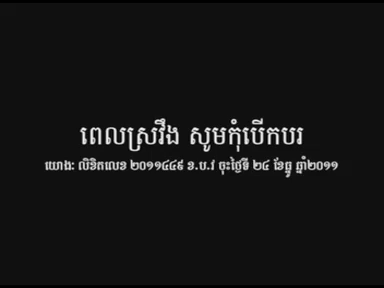 ពេលស្រវឹង សូមកុំបើកបរ
យោង: លិខិតលេខ ២០១១៤៤៩ ខ.ប.វ ចុះថ្ងៃទី ២៤ ខែធ្នូ ឆ្នាំ២០១១